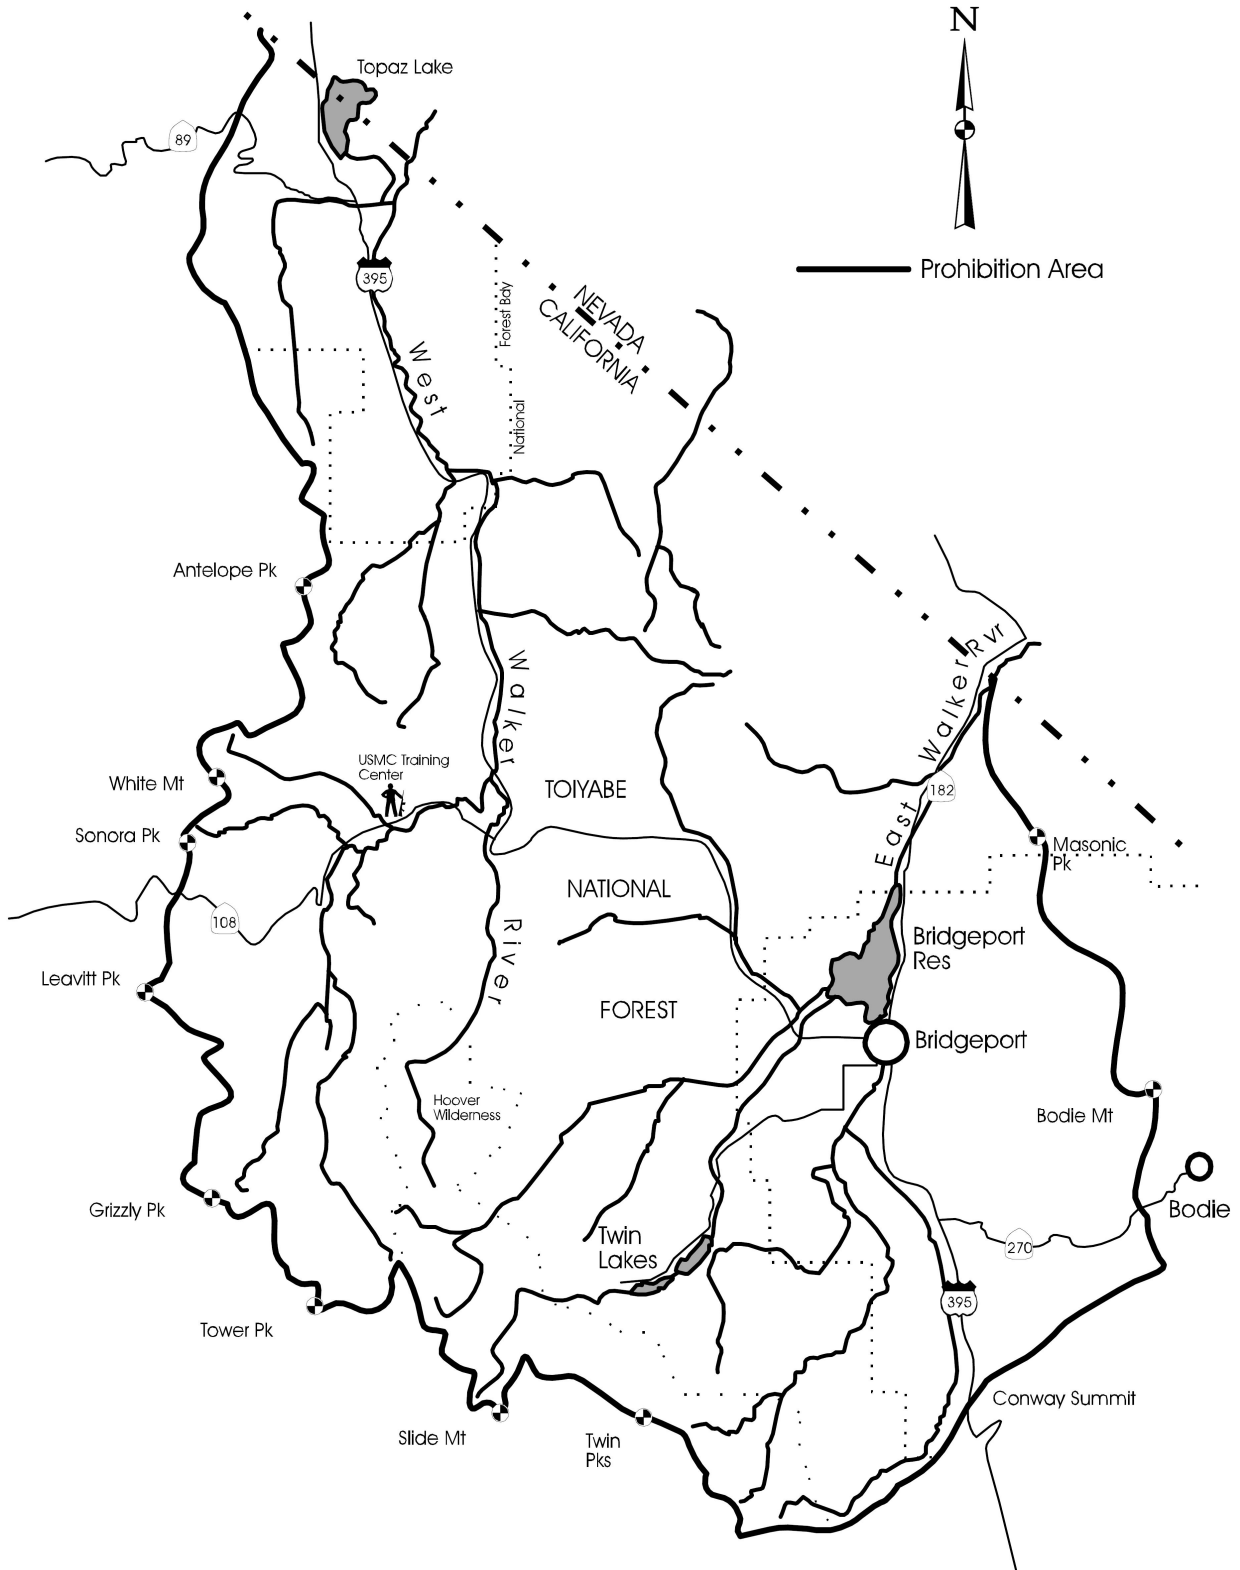 N
Topaz Lake
89
Prohibition Area
395
Forest Bdy
National
NEVADA
CALIFORNIA
West
Antelope Pk
Walker
River
East
Walker
Rvr
White Mt
USMC Training
Center
TOIYABE
182
Sonora Pk
Masonic
Pk
NATIONAL
108
Bridgeport
Res
Leavitt Pk
FOREST
Bridgeport
Hoover
Wilderness
Bodie Mt
Grizzly Pk
Bodie
Twin
Lakes
270
395
Tower Pk
Conway Summit
Slide Mt
Twin
Pks